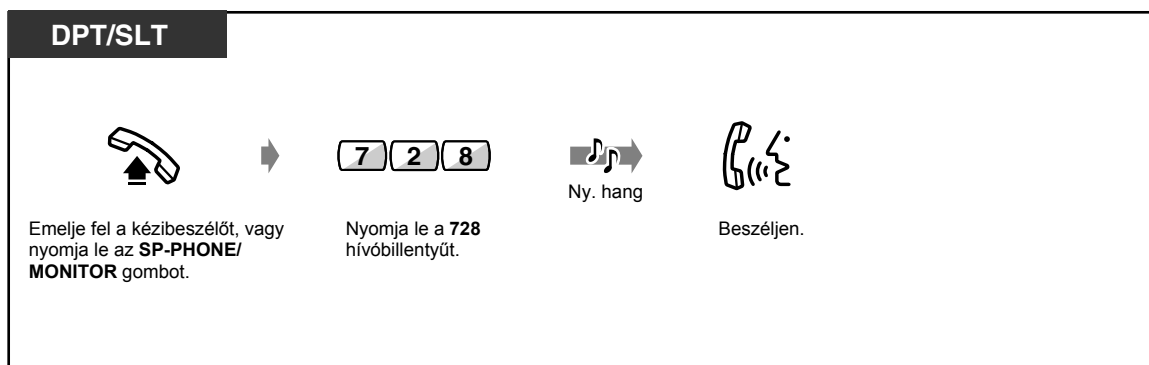 DPT/SLT
7 2 8
Ny. hang
Emelje fel a kézibeszélőt, vagy
nyomja le az SP-PHONE/
MONITOR gombot.
Nyomja le a 728
hívóbillentyűt.
Beszéljen.